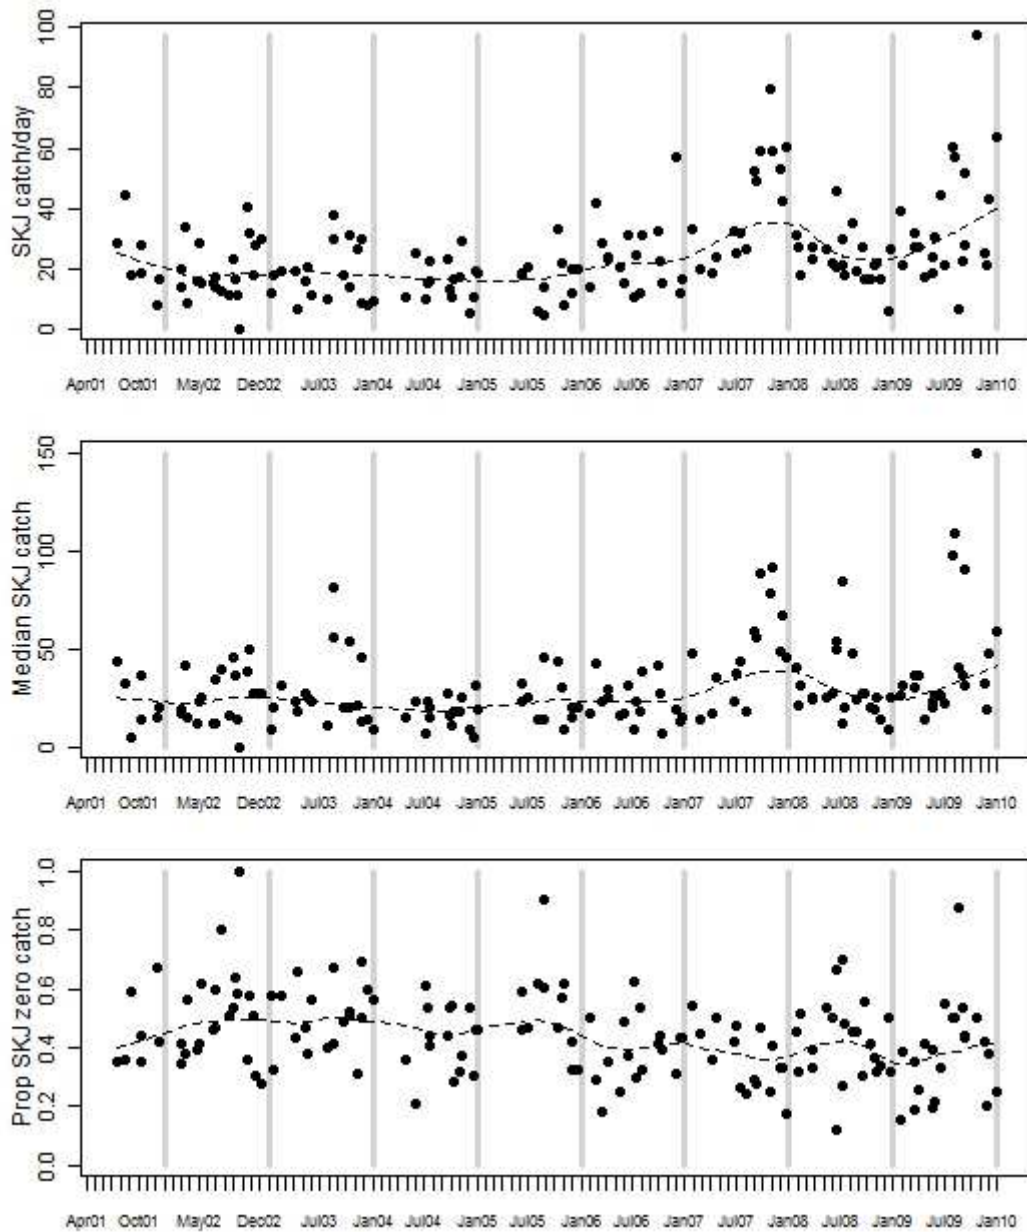 SKJ catch/day
100
80
60
40
20
0
Apr01 Oct01 May02 Dec02 Jul03 Jan04 Jul04 Jan05 Jul05 Jan06 Jul06 Jan07 Jul07 Jan08 Jul08 Jan09 Jul09 Jan10
Median SKJ catch
150
100
50
0
Apr01 Oct01 May02 Dec02 Jul03 Jan04 Jul04 Jan05 Jul05 Jan06 Jul06 Jan07 Jul07 Jan08 Jul08 Jan09 Jul09 Jan10
Prop SKJ zero catch
1.0
0.8
0.6
0.4
0.2
0.0
Apr01 Oct01 May02 Dec02 Jul03 Jan04 Jul04 Jan05 Jul05 Jan06 Jul06 Jan07 Jul07 Jan08 Jul08 Jan09 Jul09 Jan10